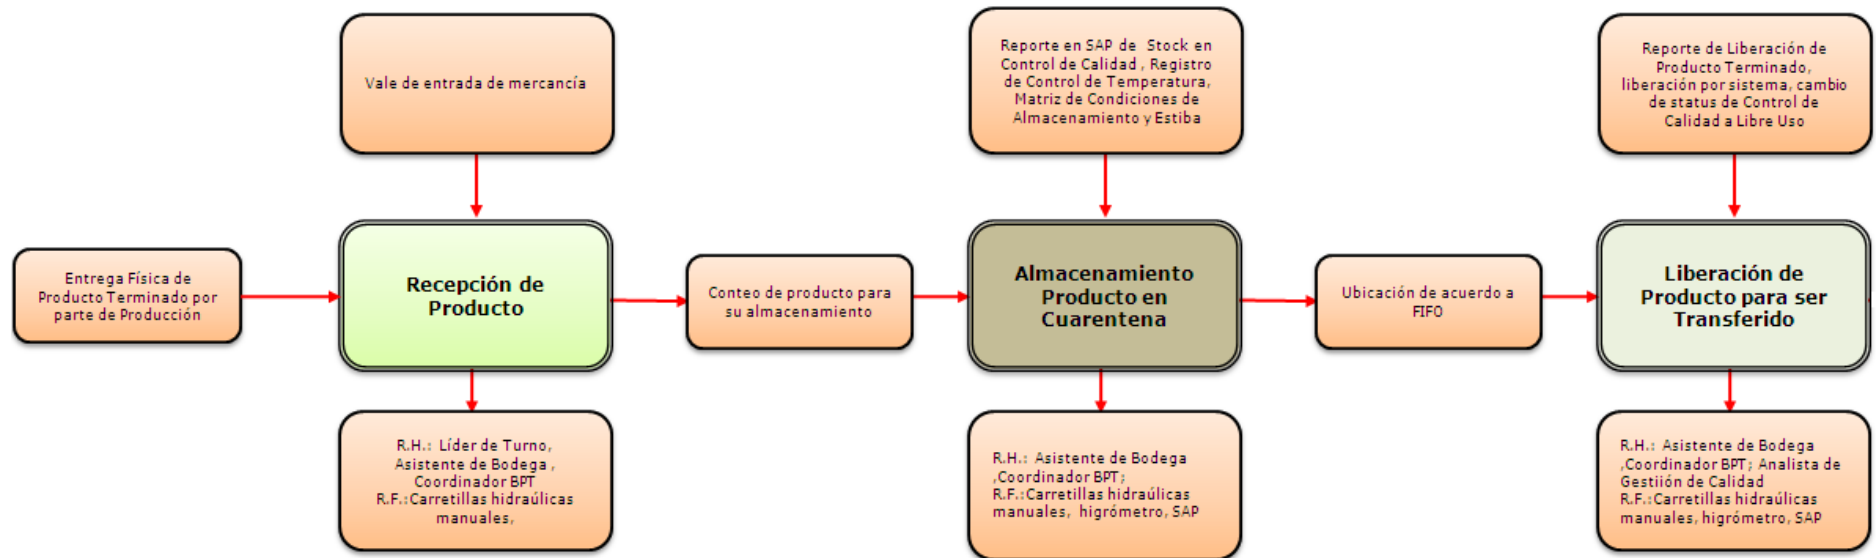 Vale de entrada de mercancía
Reporte en SAP de Stock en
Control de Calidad , Registro
de Control de Temperatura,
Matriz de Condiciones de
Almacenamiento y Estiba
Reporte de Liberación de
Producto Terminado,
liberación por sistema, cambio
de status de Control de
Calidad a Libre Uso
Entrega Física de
Producto Terminado por
parte de Producción
Recepción de
Producto
Conteo de producto para
su almacenamiento
Almacenamiento
Producto en
Cuarentena
Ubicación de acuerdo a
FIFO
Liberación de
Producto para ser
Transferido
R.H.: Líder de Turno,
Asistente de Bodega ,
Coordinador BPT
R.F.:Carretillas hidraúlicas
manuales,
R.H.: Asistente de Bodega
,Coordinador BPT;
R.F.:Carretillas hidraúlicas
manuales, higrómetro, SAP
R.H.: Asistente de Bodega
,Coordinador BPT; Analista de
Gestiión de Calidad
R.F.:Carretillas hidraúlicas
manuales, higrómetro, SAP